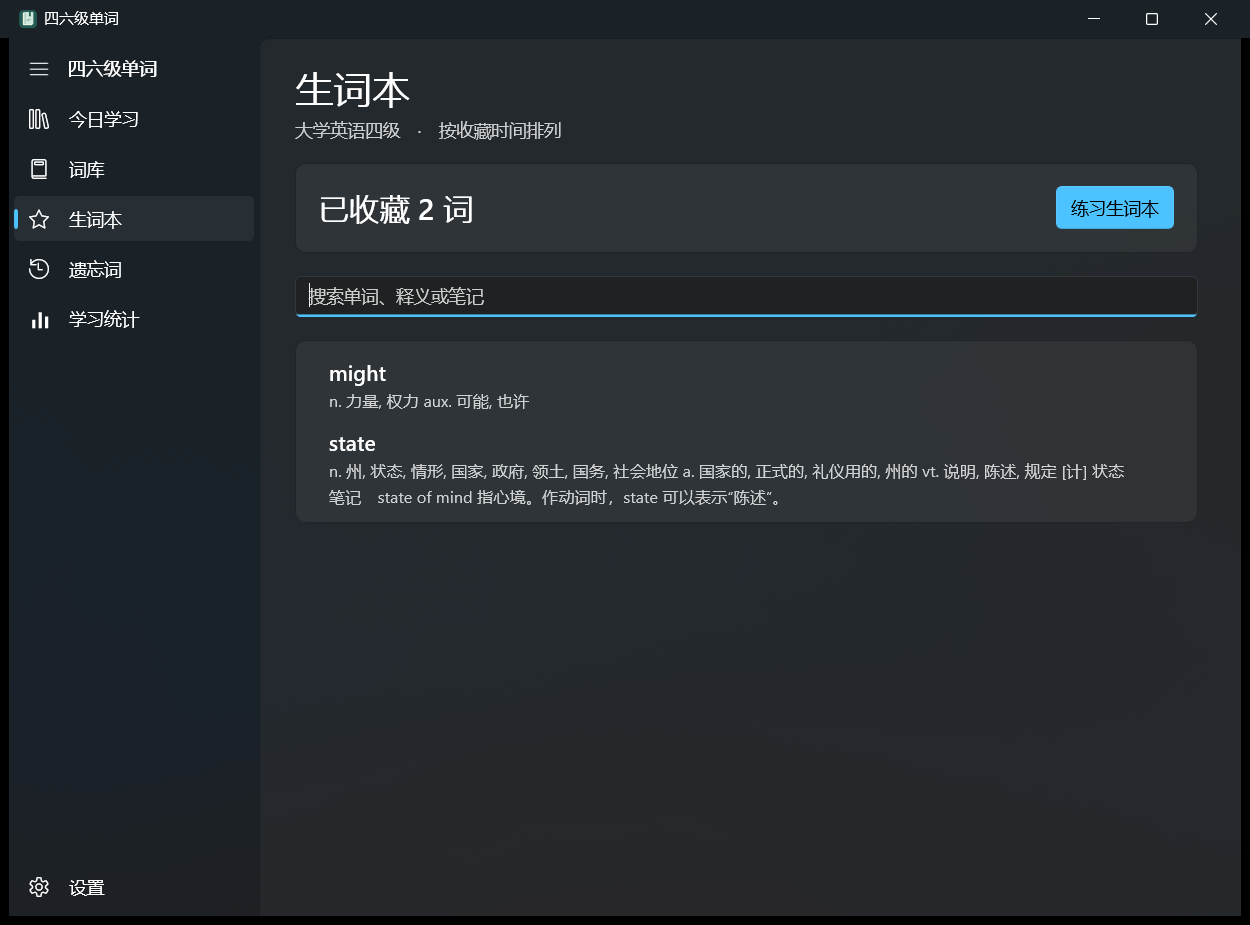 四六级单词
四六级单词
今日学习
词库
生词本
遗忘词
学习统计
设置
生词本
大学英语四级 · 按收藏时间排列
已收藏 2 词
练习生词本
搜索单词、释义或笔记
might
n. 力量, 权力 aux. 可能, 也许
state
n. 州, 状态, 情形, 国家, 政府, 领土, 国务, 社会地位 a. 国家的, 正式的, 礼仪用的, 州的 vt. 说明, 陈述, 规定 [计] 状态
笔记 state of mind 指心境。作动词时，state 可以表示“陈述”。